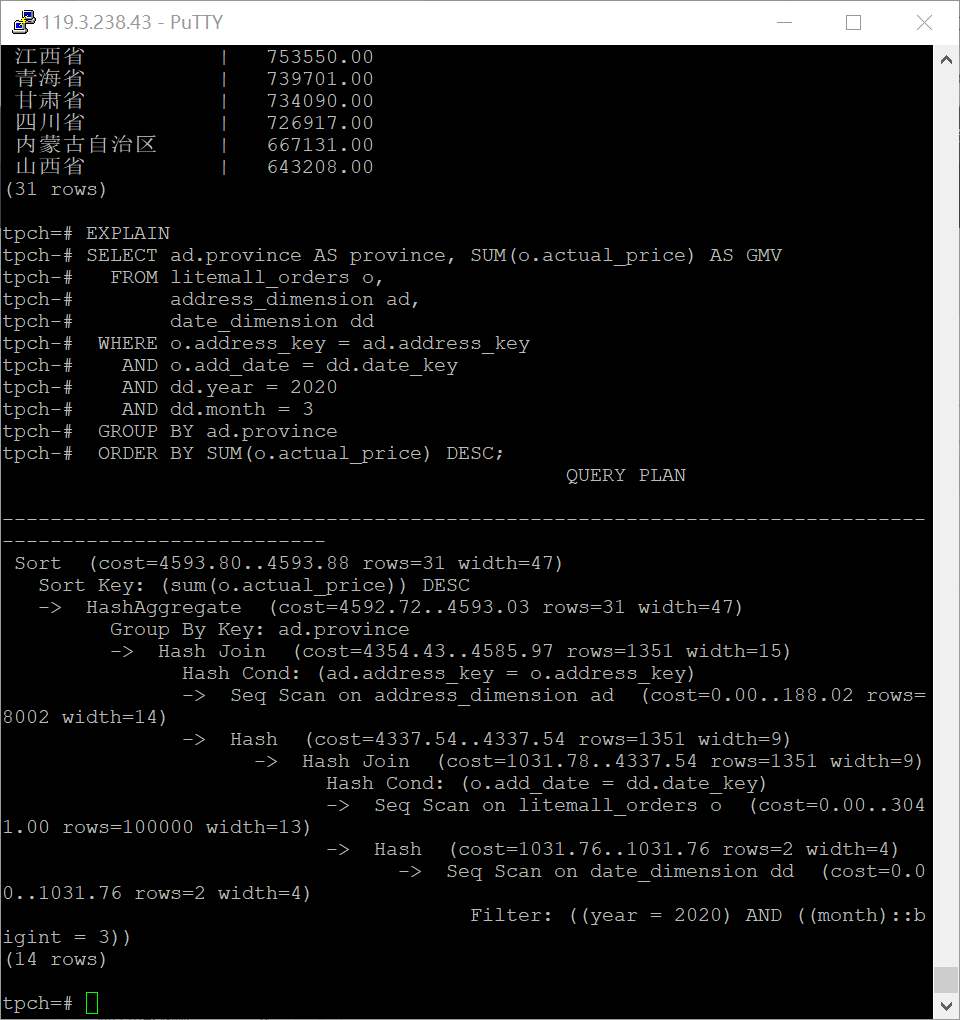 119.3.238.43 - PuTTY
江西省 | 753550.00
青海省 | 739701.00
甘肃省 | 734090.00
四川省 | 726917.00
内蒙古自治区 | 667131.00
山西省 | 643208.00
(31 rows)
tpch=# EXPLAIN
tpch-# SELECT ad.province AS province, SUM(o.actual_price) AS GMV
tpch-# FROM litemall_orders o,
tpch-# address_dimension ad,
tpch-# date_dimension dd
tpch-# WHERE o.address_key = ad.address_key
tpch-# AND o.add_date = dd.date_key
tpch-# AND dd.year = 2020
tpch-# AND dd.month = 3
tpch-# GROUP BY ad.province
tpch-# ORDER BY SUM(o.actual_price) DESC;
QUERY PLAN
-----------------------------------------------------------------------------
---------------------------
Sort (cost=4593.80..4593.88 rows=31 width=47)
Sort Key: (sum(o.actual_price)) DESC
-> HashAggregate (cost=4592.72..4593.03 rows=31 width=47)
Group By Key: ad.province
-> Hash Join (cost=4354.43..4585.97 rows=1351 width=15)
Hash Cond: (ad.address_key = o.address_key)
-> Seq Scan on address_dimension ad (cost=0.00..188.02 rows=
8002 width=14)
-> Hash (cost=4337.54..4337.54 rows=1351 width=9)
-> Hash Join (cost=1031.78..4337.54 rows=1351 width=9)
Hash Cond: (o.add_date = dd.date_key)
-> Seq Scan on litemall_orders o (cost=0.00..304
1.00 rows=100000 width=13)
-> Hash (cost=1031.76..1031.76 rows=2 width=4)
-> Seq Scan on date_dimension dd (cost=0.0
0..1031.76 rows=2 width=4)
Filter: ((year = 2020) AND ((month)::b
igint = 3))
(14 rows)
tpch=#